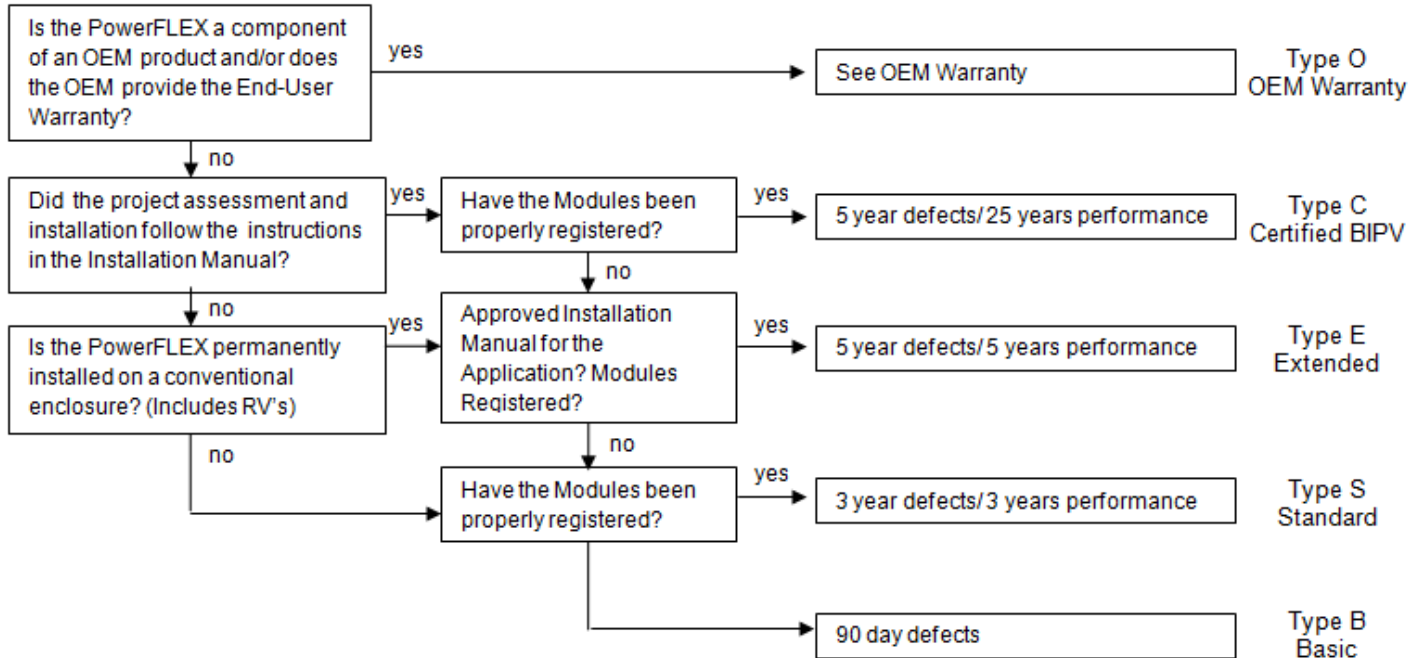 Is the PowerFLEX a component
of an OEM product and/or does
the OEM provide the End-User
Warranty?
yes
See OEM Warranty
Type O
OEM Warranty
no
Did the project assessment and
installation follow the instructions
in the Installation Manual?
yes
Have the Modules been
properly registered?
yes
5 year defects/ 25 years performance
Type C
Certified BIPV
no
no
Is the PowerFLEX permanently
installed on a conventional
enclosure? (Includes RV's)
yes
Approved Installation
Manual for the
Application? Modules
Registered?
yes
5 year defects/ 5 years performance
Type E
Extended
no
no
Have the Modules been
properly registered?
yes
3 year defects/ 3 years performance
Type S
Standard
90 day defects
Type B
Basic